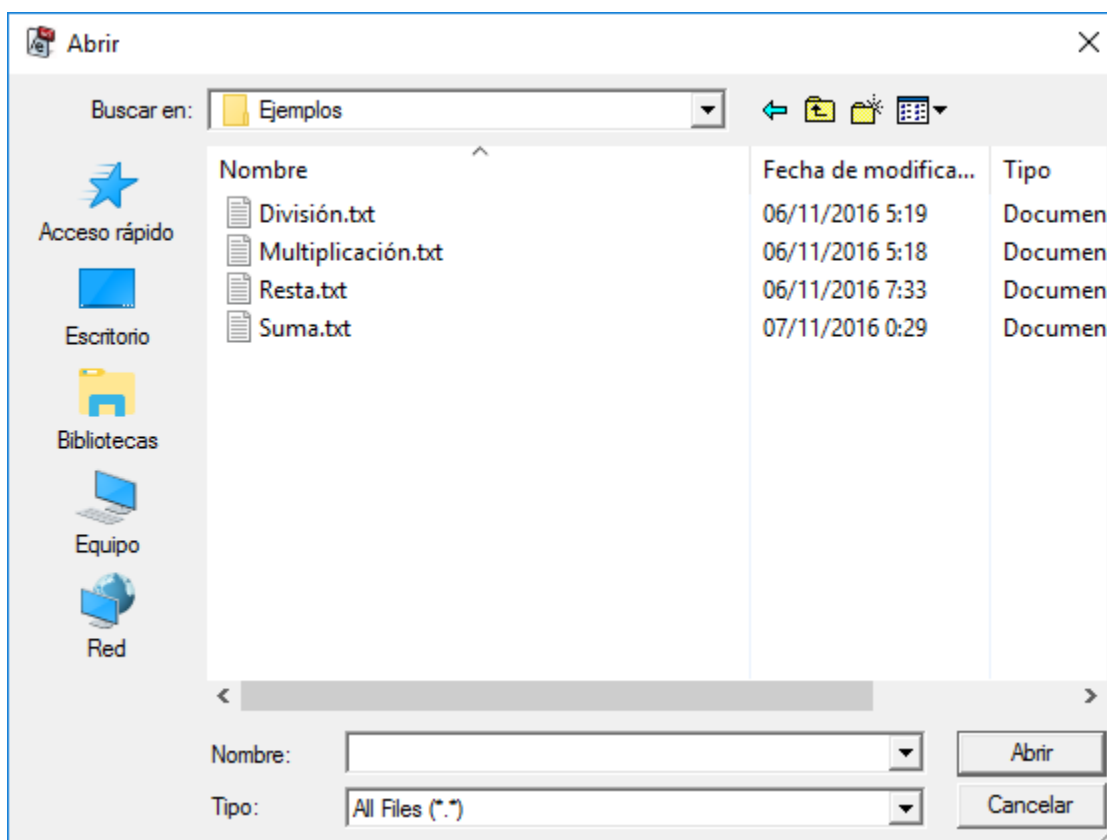 Abrir
Buscar en: Ejemplos
Nombre Fecha de modifica... Tipo
División.txt 06/11/2016 5:19 Documen
Multiplicación.txt 06/11/2016 5:18 Documen
Resta.txt 06/11/2016 7:33 Documen
Suma.txt 07/11/2016 0:29 Documen
Acceso rápido
Escritorio
Bibliotecas
Equipo
Red
Nombre: Abrir
Tipo: All Files (*.*) Cancelar